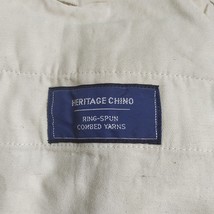 HERITAGE CHINO
RING-SPUN
COMBED YARNS